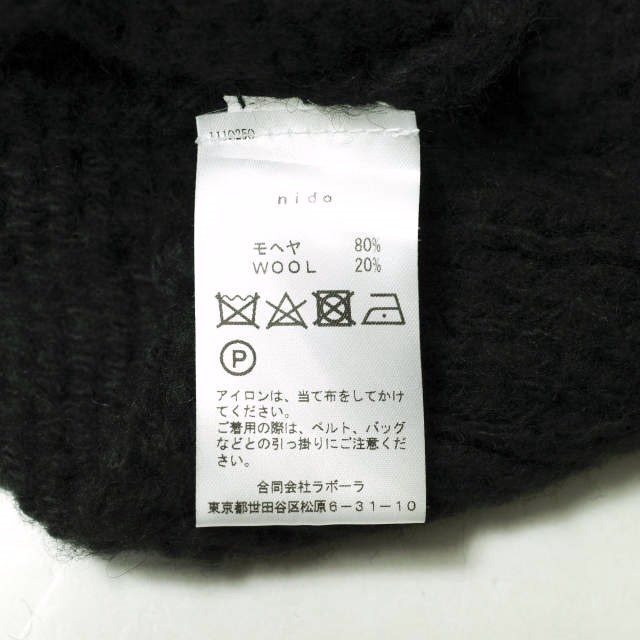 1110250
nido
モヘヤ 80%
WOOL 20%
P
アイロンは、当て布をしてかけ
てください。
ご着用の際は、ベルト、バッグ
などとの引っ掛りにご注意くだ
さい。
合同会社ラボーラ
東京都世田谷区松原6-31-10